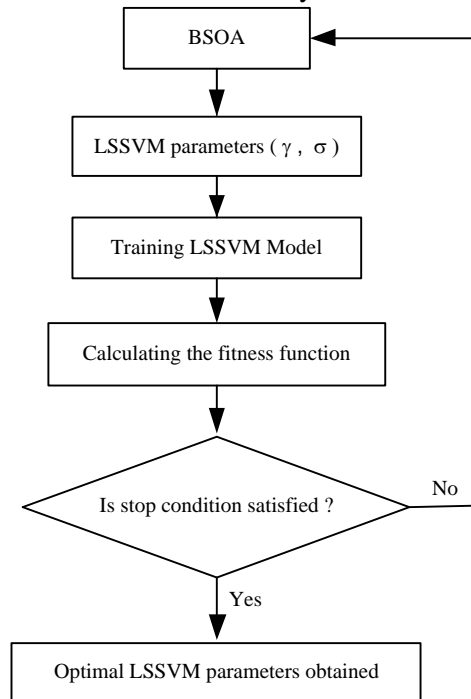 BSOA
LSSVM parameters ( γ , σ )
Training LSSVM Model
Calculating the fitness function
Is stop condition satisfied ?
No
Yes
Optimal LSSVM parameters obtained